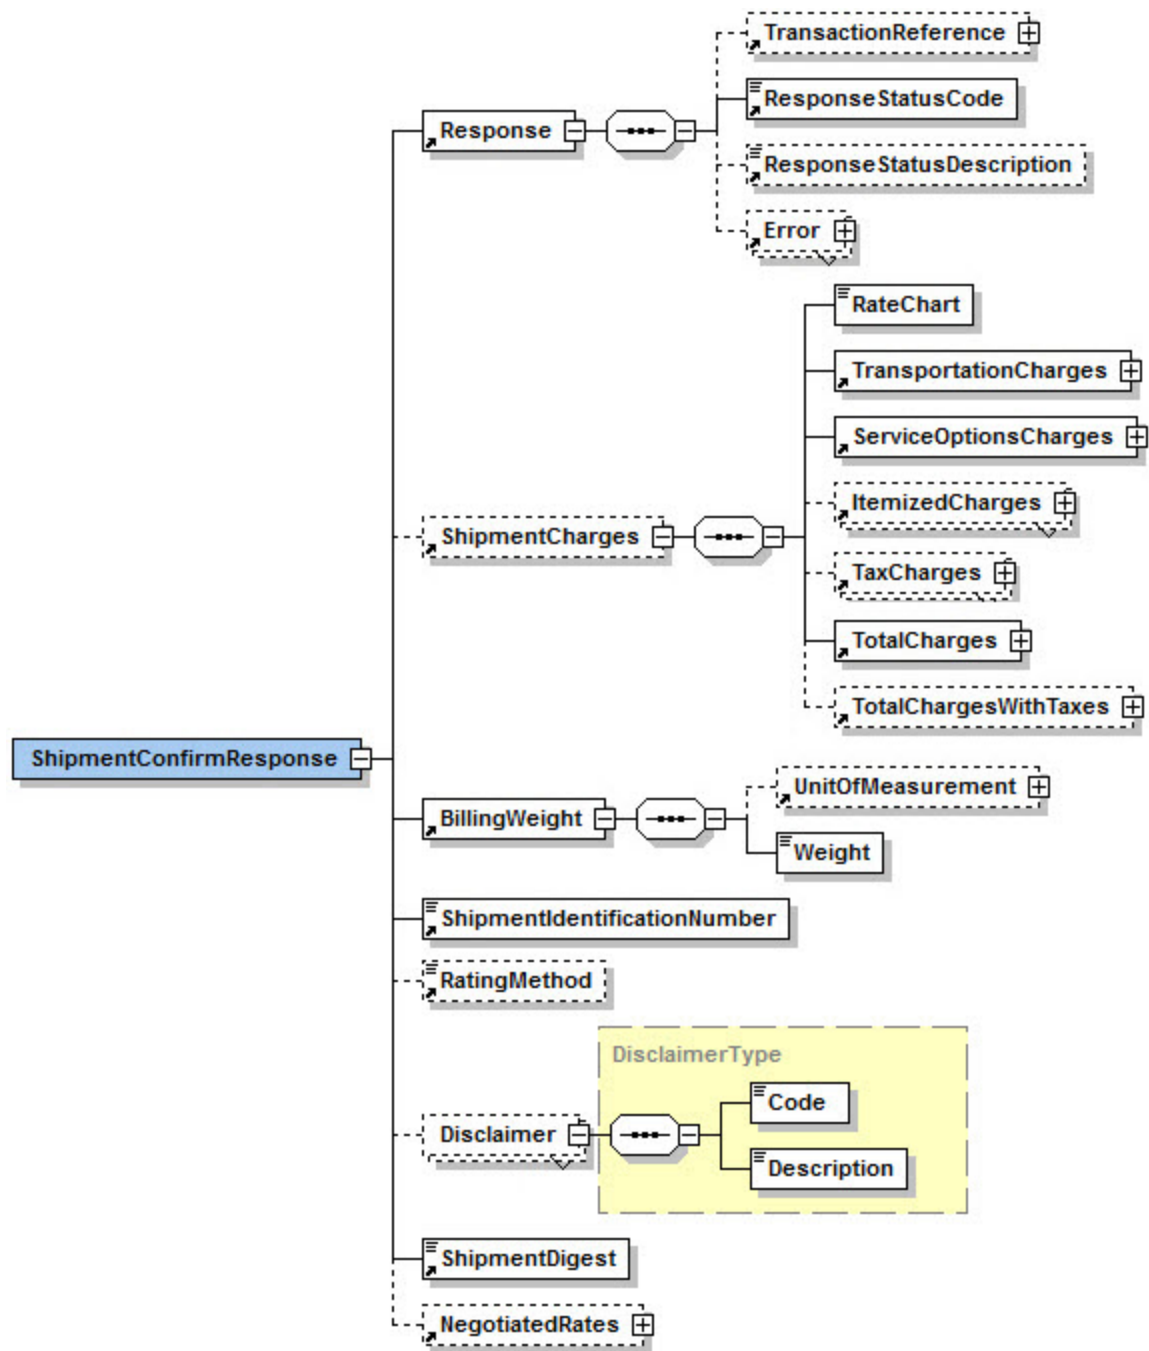 TransactionReference
ResponseStatusCode
Response
ResponseStatusDescription
Error
RateChart
TransportationCharges
ServiceOptionsCharges
ItemizedCharges
ShipmentCharges
TaxCharges
TotalCharges
TotalChargesWithTaxes
ShipmentConfirmResponse
UnitOfMeasurement
BillingWeight
Weight
ShipmentIdentificationNumber
RatingMethod
DisclaimerType
Code
Disclaimer
Description
ShipmentDigest
NegotiatedRates